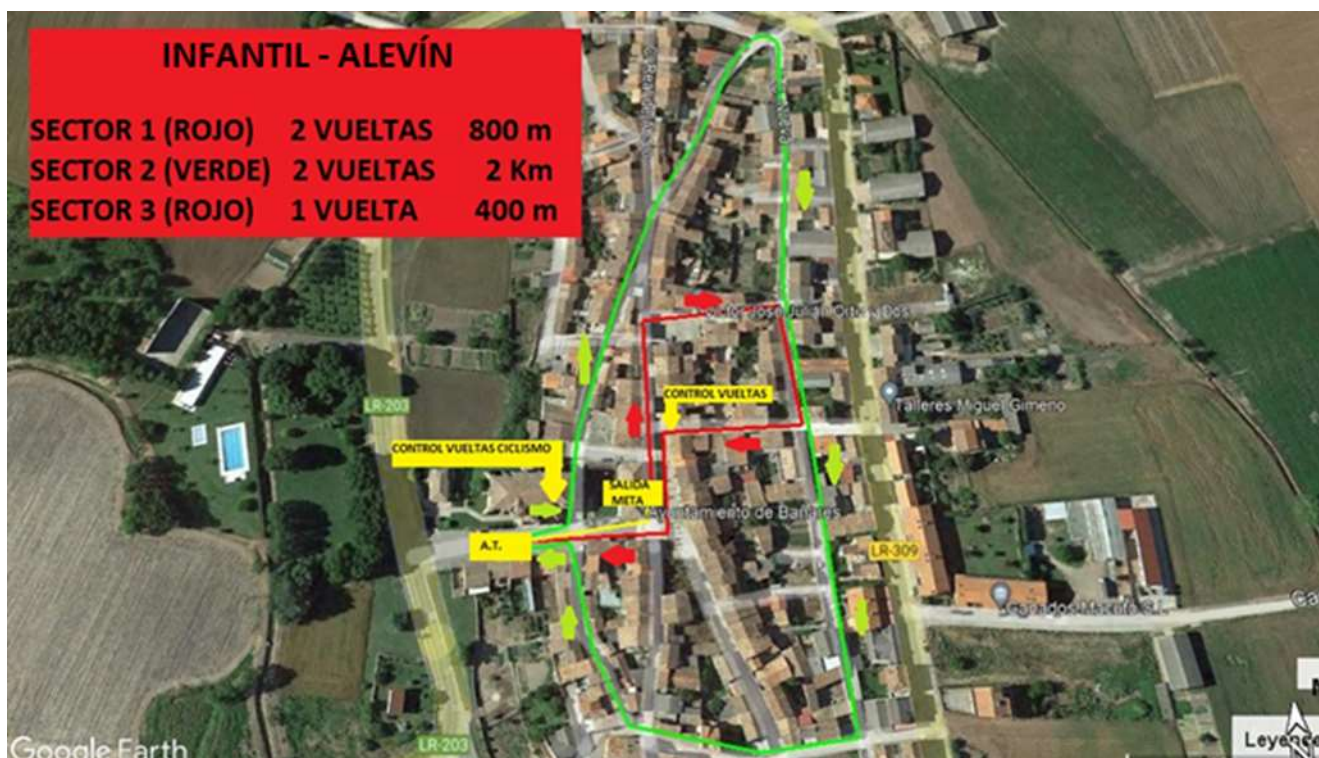 INFANTIL - ALEVÍN
SECTOR 1 (ROJO) 2 VUELTAS 800 m
SECTOR 2 (VERDE) 2 VUELTAS 2 Km
SECTOR 3 (ROJO) 1 VUELTA 400 m
LR-203
CONTROL VUELTAS
Talleres Miguel Gimeno
CONTROL VUELTAS CICLISMO
SALIDA
META
Ayuntamiento de Bañares
A.T.
LR-309
Ca
LR-203
Google Earth
Leyende
N